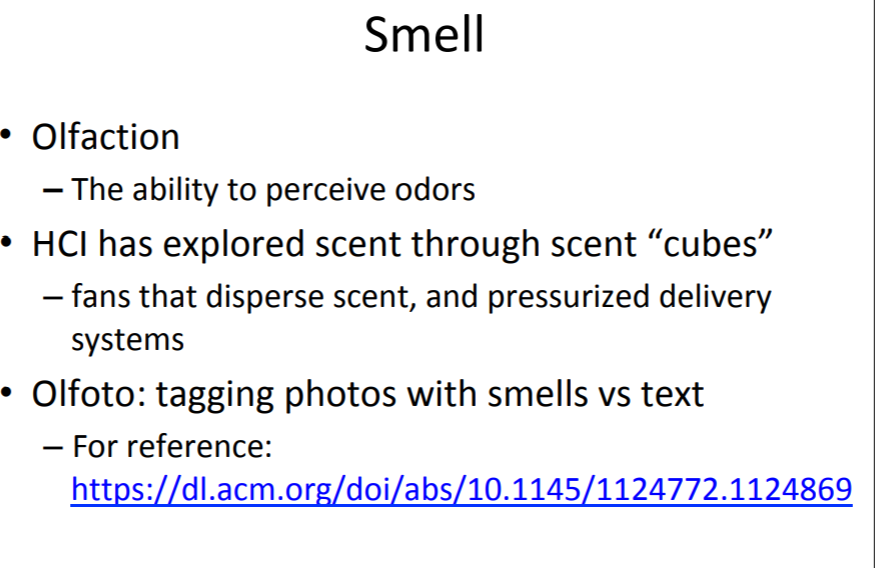 Smell
• Olfaction
– The ability to perceive odors
• HCI has explored scent through scent “cubes”
– fans that disperse scent, and pressurized delivery
systems
• Olfoto: tagging photos with smells vs text
– For reference:
https://dl.acm.org/doi/abs/10.1145/1124772.1124869